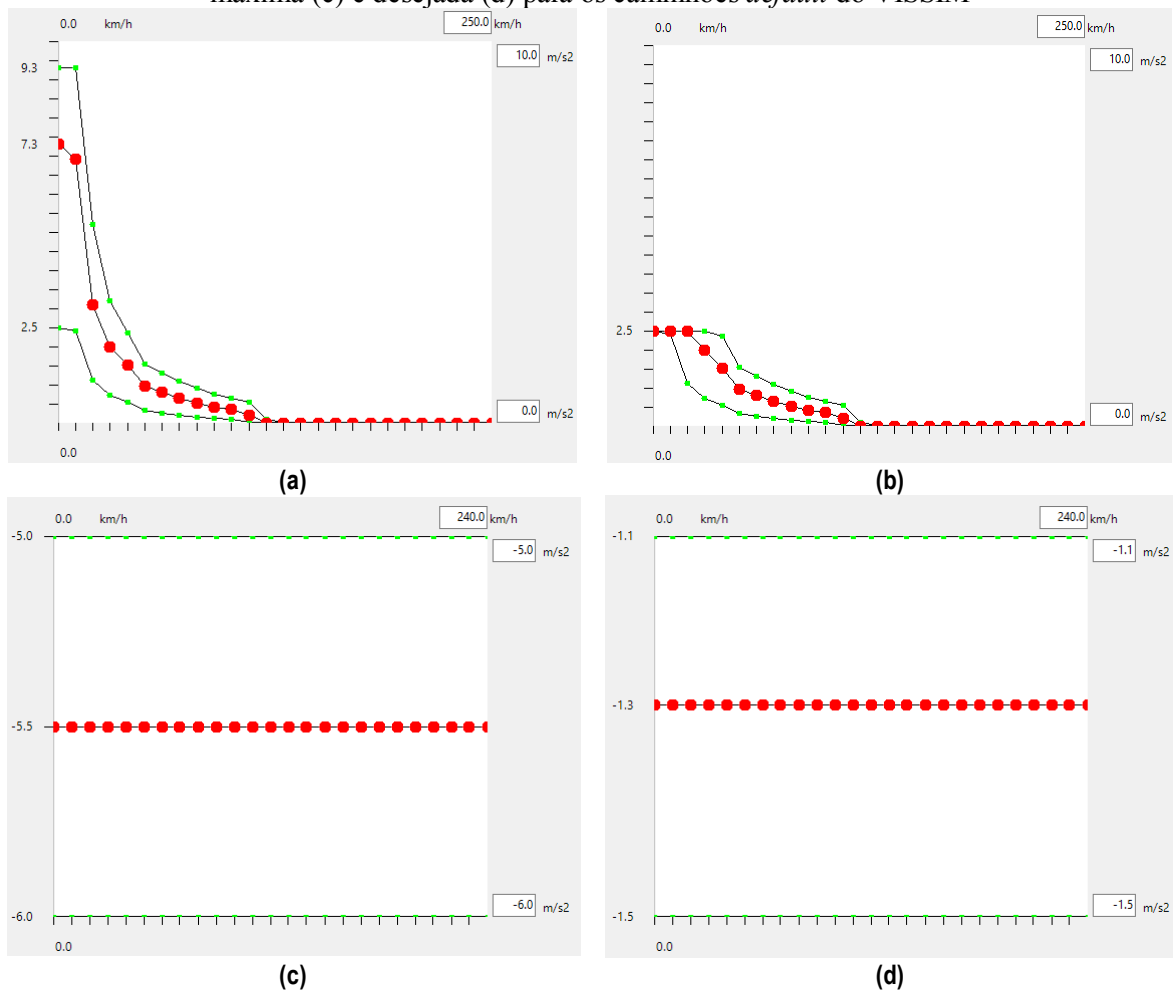 máxima (c) e desejada (d) para os caminhões default do VISSIM
0.0 km/h 250.0 km/h
10.0 m/s2
9.3
7.3
2.5
0.0 m/s2
0.0
(a)
0.0 km/h 250.0 km/h
10.0 m/s2
2.5
0.0 m/s2
0.0
(b)
0.0 km/h 240.0 km/h
-5.0
-5.0 m/s2
-5.5
-6.0
-6.0 m/s2
0.0
(c)
0.0 km/h 240.0 km/h
-1.1
-1.1 m/s2
-1.3
-1.5
-1.5 m/s2
0.0
(d)